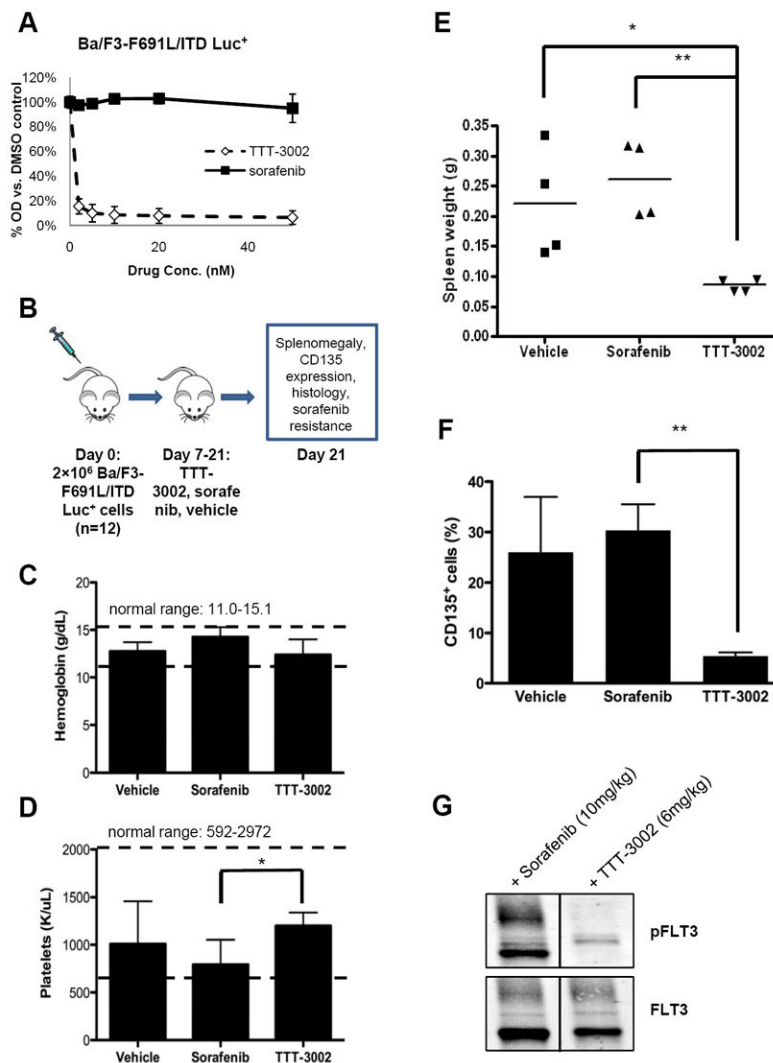 A
Ba/F3-F691L/ITD Luc⁺
120%
100%
80%
60%
40%
20%
0%
% OD vs. DMSO control
TTT-3002
sorafenib
0
20
40
Drug Conc. (nM)
B
Splenomegaly,
CD135
expression,
histology,
sorafenib
resistance
Day 0:
2×10⁶ Ba/F3-
F691L/ITD
Luc⁺ cells
(n=12)
Day 7-21:
TTT-
3002, sorafe
nib, vehicle
Day 21
C
20
15
10
5
0
Hemoglobin (g/dL)
normal range: 11.0-15.1
Vehicle
Sorafenib
TTT-3002
D
2000
1500
1000
500
0
Platelets (K/uL)
normal range: 592-2972
*
Vehicle
Sorafenib
TTT-3002
E
*
**
0.40
0.35
0.30
0.25
0.20
0.15
0.10
0.05
0.00
Spleen weight (g)
Vehicle
Sorafenib
TTT-3002
F
**
40
30
20
10
0
CD135⁺ cells (%)
Vehicle
Sorafenib
TTT-3002
G
+ Sorafenib (10mg/kg)
+ TTT-3002 (6mg/kg)
pFLT3
FLT3